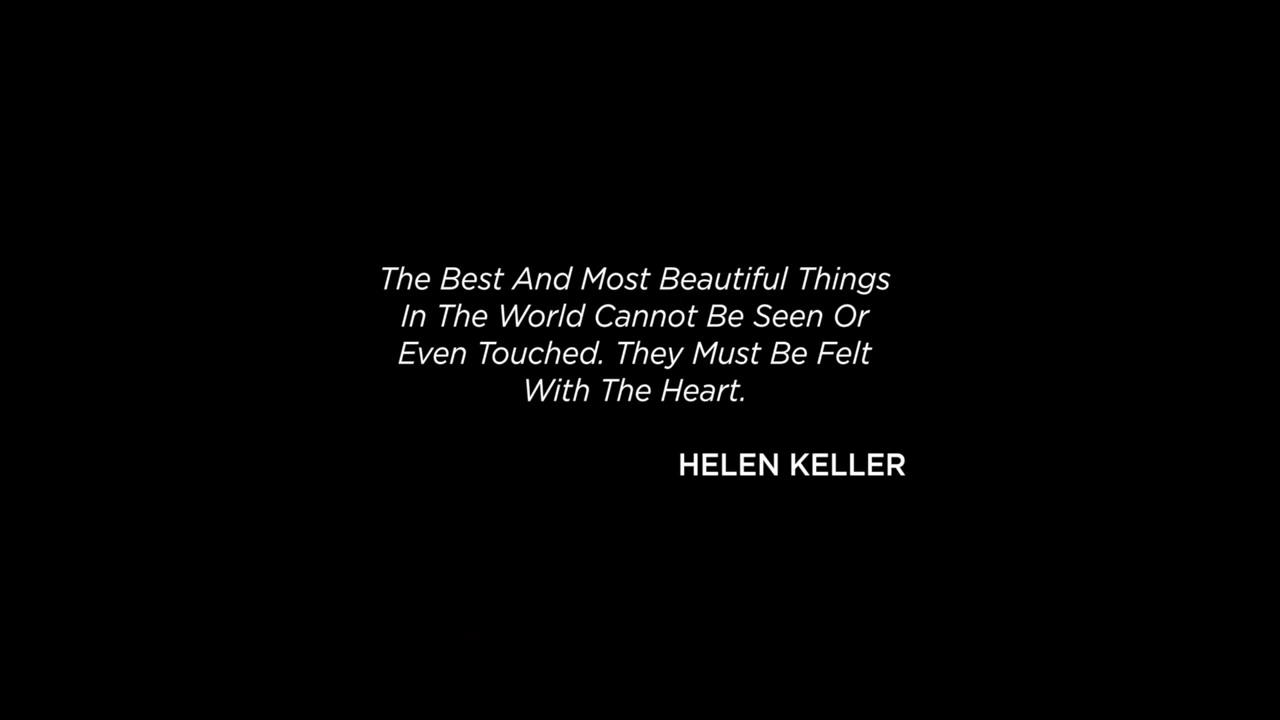 The Best And Most Beautiful Things
In The World Cannot Be Seen Or
Even Touched. They Must Be Felt
With The Heart.
HELEN KELLER